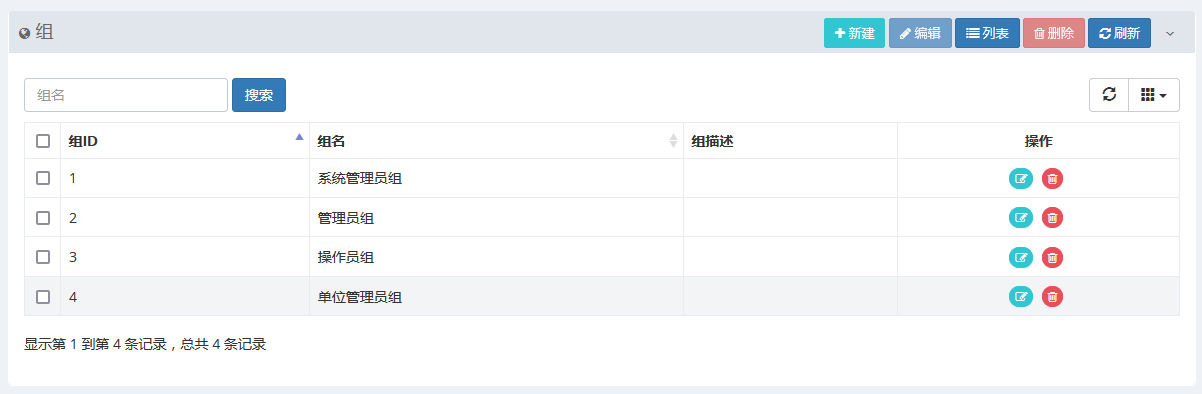 组
新建 编辑 列表 删除 刷新
组名 搜索
组ID 组名 组描述 操作
1 系统管理员组
2 管理员组
3 操作员组
4 单位管理员组
显示第 1 到第 4 条记录，总共 4 条记录